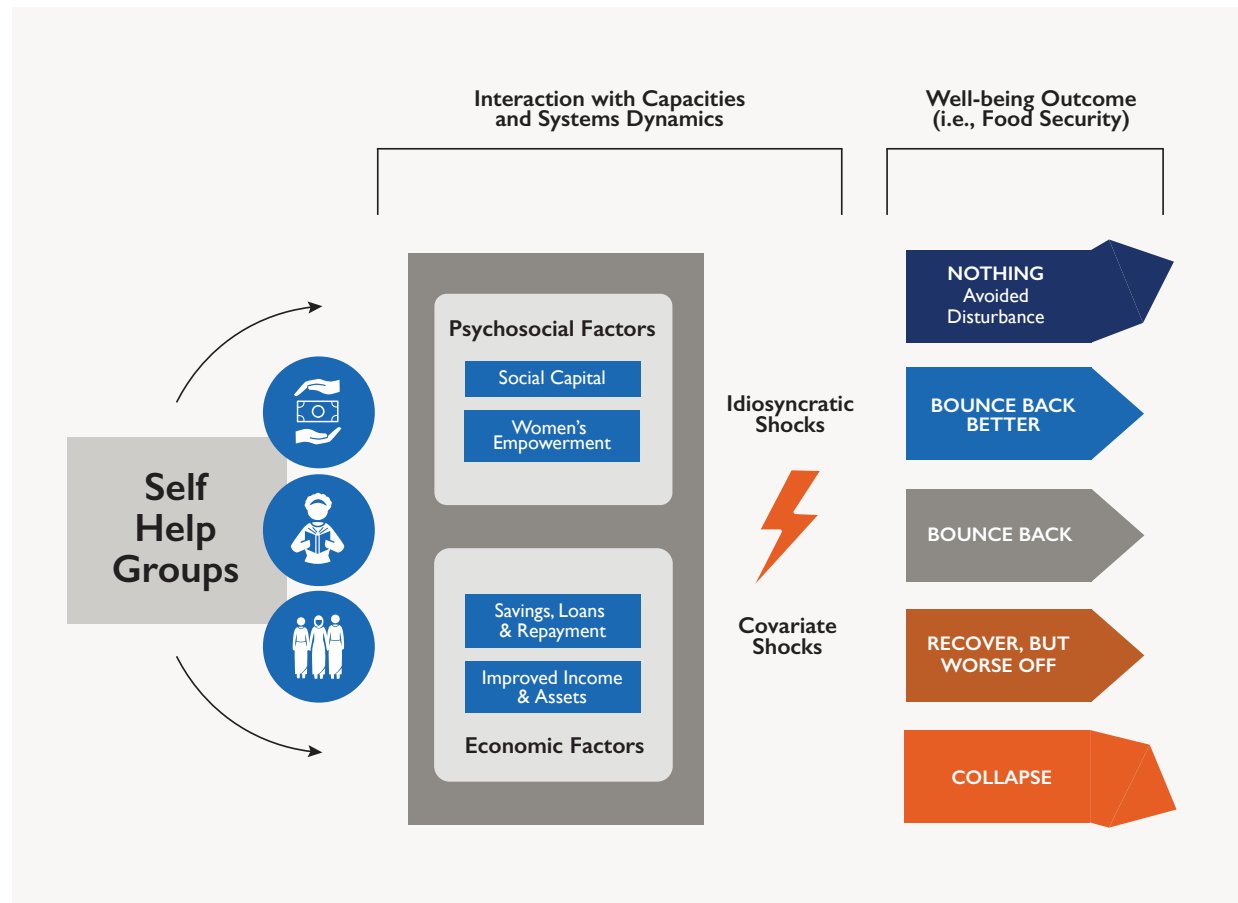 Interaction with Capacities
and Systems Dynamics
Well-being Outcome
(i.e., Food Security)
Self
Help
Groups
Psychosocial Factors
Social Capital
Women’s
Empowerment
Savings, Loans
& Repayment
Improved Income
& Assets
Economic Factors
Idiosyncratic
Shocks
Covariate
Shocks
NOTHING
Avoided
Disturbance
BOUNCE BACK
BETTER
BOUNCE BACK
RECOVER, BUT
WORSE OFF
COLLAPSE